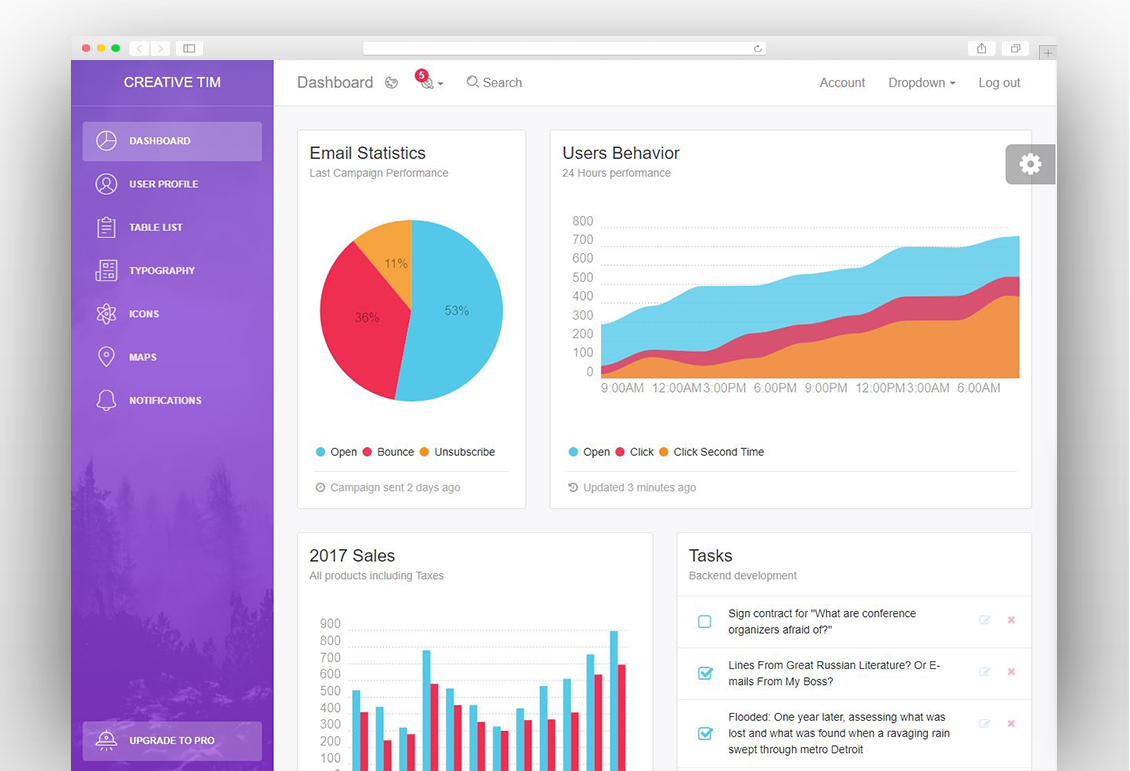 CREATIVE TIM
DASHBOARD
USER PROFILE
TABLE LIST
TYPOGRAPHY
ICONS
MAPS
NOTIFICATIONS
UPGRADE TO PRO
Dashboard 5 Search Account Dropdown Log out
Email Statistics
Last Campaign Performance
11%
36% 53%
Open Bounce Unsubscribe
Campaign sent 2 days ago
Users Behavior
24 Hours performance
800
700
600
500
400
300
200
100
0
9:00AM 12:00AM 3:00PM 6:00PM 9:00PM 12:00PM 3:00AM 6:00AM
Open Click Click Second Time
Updated 3 minutes ago
2017 Sales
All products including Taxes
900
800
700
600
500
400
300
200
100
Tasks
Backend development
Sign contract for "What are conference
organizers afraid of?"
Lines From Great Russian Literature? Or E-
mails From My Boss?
Flooded: One year later, assessing what was
lost and what was found when a ravaging rain
swept through metro Detroit